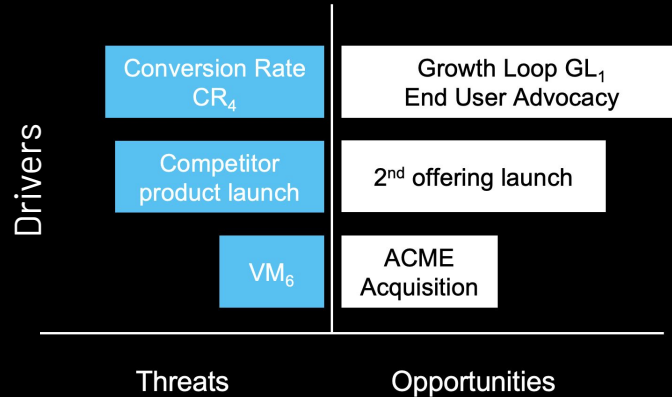 Conversion Rate
CR₄
Growth Loop GL₁
End User Advocacy
Drivers
Competitor
product launch
2ⁿᵈ offering launch
VM₆
ACME
Acquisition
Threats
Opportunities